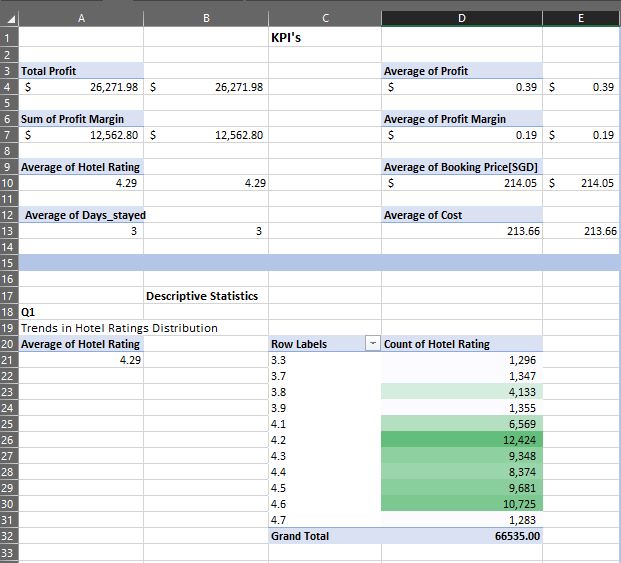 A B C D E
1 KPI's
2
3 Total Profit Average of Profit
4 $ 26,271.98 $ 26,271.98 $ 0.39 $ 0.39
5
6 Sum of Profit Margin Average of Profit Margin
7 $ 12,562.80 $ 12,562.80 $ 0.19 $ 0.19
8
9 Average of Hotel Rating Average of Booking Price[SGD]
10 4.29 4.29 $ 214.05 $ 214.05
11
12 Average of Days_stayed Average of Cost
13 3 3 213.66 213.66
14
15
16
17 Descriptive Statistics
18 Q1
19 Trends in Hotel Ratings Distribution
20 Average of Hotel Rating Row Labels Count of Hotel Rating
21 4.29 3.3 1,296
22 3.7 1,347
23 3.8 4,133
24 3.9 1,355
25 4.1 6,569
26 4.2 12,424
27 4.3 9,348
28 4.4 8,374
29 4.5 9,681
30 4.6 10,725
31 4.7 1,283
32 Grand Total 66535.00
33